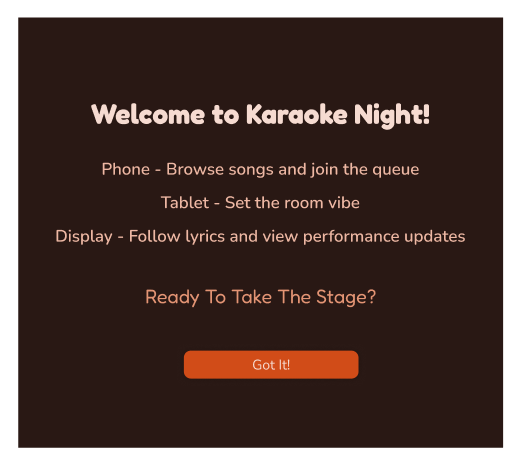 Welcome to Karaoke Night!
Phone - Browse songs and join the queue
Tablet - Set the room vibe
Display - Follow lyrics and view performance updates
Ready To Take The Stage?
Got It!